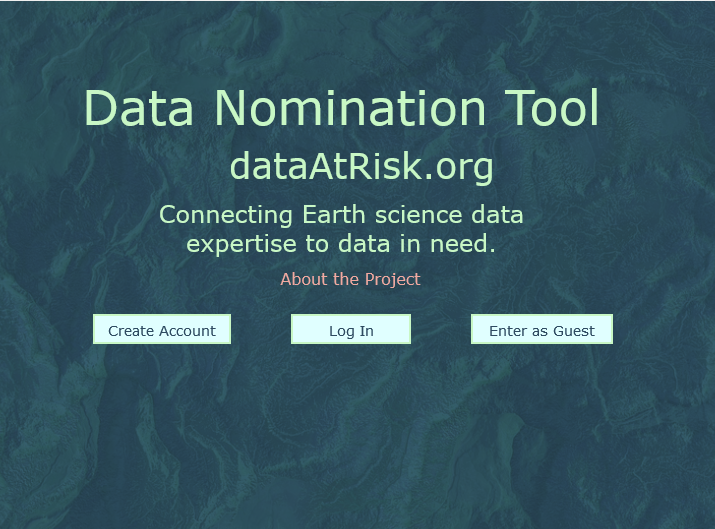 Data Nomination Tool
dataAtRisk.org
Connecting Earth science data
expertise to data in need.
About the Project
Create Account
Log In
Enter as Guest